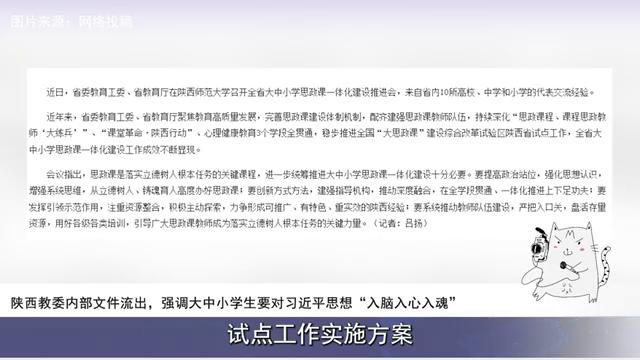 图片来源：网络投稿
近日，省委教育工委、省教育厅在陕西师范大学召开全省大中小学思政课一体化建设推进会，来自省内10所高校、中学和小学的代表交流经验。
近年来，省委教育工委、省教育厅聚焦教育高质量发展，完善思政课建设体制机制，配齐建强思政课教师队伍，持续深化“思政课程、课程思政教
师‘大练兵’”、“课堂革命·陕西行动”、心理健康教育3个学段全贯通，稳步推进全国“大思政课”建设综合改革试验区陕西省试点工作，全省大
中小学思政课一体化建设工作成效不断显现。
会议指出，思政课是落实立德树人根本任务的关键课程，进一步统筹推进大中小学思政课一体化建设十分必要。要提高政治站位，强化思想认识，
增强系统思维，从立德树人、铸魂育人高度办好思政课；要创新方式方法，建强指导机构，推动深度融合，在全学段贯通、一体化推进上下足功夫；要
发挥引领示范作用，注重资源整合，积极主动探索，力争形成可推广、有特色、重实效的陕西经验；要系统推动教师队伍建设，严把入口关，盘活存量
资源，用好各级各类培训，引导广大思政课教师成为落实立德树人根本任务的关键力量。（记者：吕扬）
陕西教委内部文件流出，强调大中小学生要对习近平思想“入脑入心入魂”
试点工作实施方案